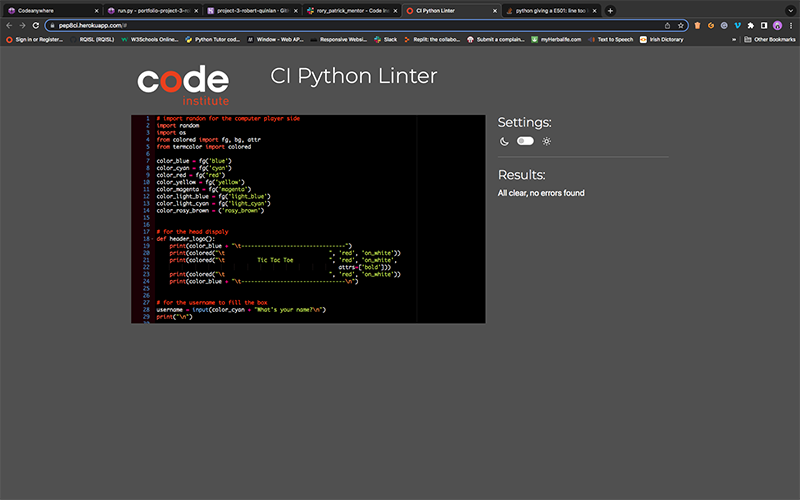 Codeanywhere
run.py - portfolio-project-3-ru
project-3-robert-quinlan - Git
rory_patrick_mentor - Code Ins
CI Python Linter
python giving a E501: line too l
pep8ci.herokuapp.com/#
Sign in or Register...
RQISL (RQISL)
W3Schools Online...
Python Tutor cod...
Window - Web AP...
Responsive Websi...
Slack
Replit: the collabo...
Submit a complain...
myHerbalife.com
Text to Speech
Irish Dictorary
»
Other Bookmarks
code
institute
CI Python Linter
1 # import randon for the computer player side
2 import random
3 import os
4 from colored import fg, bg, attr
5 from termcolor import colored
6
7 color_blue = fg('blue')
8 color_cyan = fg('cyan')
9 color_red = fg('red')
10 color_yellow = fg('yellow')
11 color_magenta = fg('magenta')
12 color_light_blue = fg('light_blue')
13 color_light_cyan = fg('light_cyan')
14 color_rosy_brown = ('rosy_brown')
15
16
17 # for the head dispaly
18 def header_logo():
19 print(color_blue + "\t--------------------------------")
20 print(colored("\t ", 'red', 'on_white'))
21 print(colored("\t Tic Tac Toe ", 'red', 'on_white',
22 attrs=['bold']))
23 print(colored("\t ", 'red', 'on_white'))
24 print(color_blue + "\t--------------------------------\n")
25
26
27 # for the username to fill the box
28 username = input(color_cyan + "What's your name?\n")
29 print("\n")
Settings:
Results:
All clear, no errors found